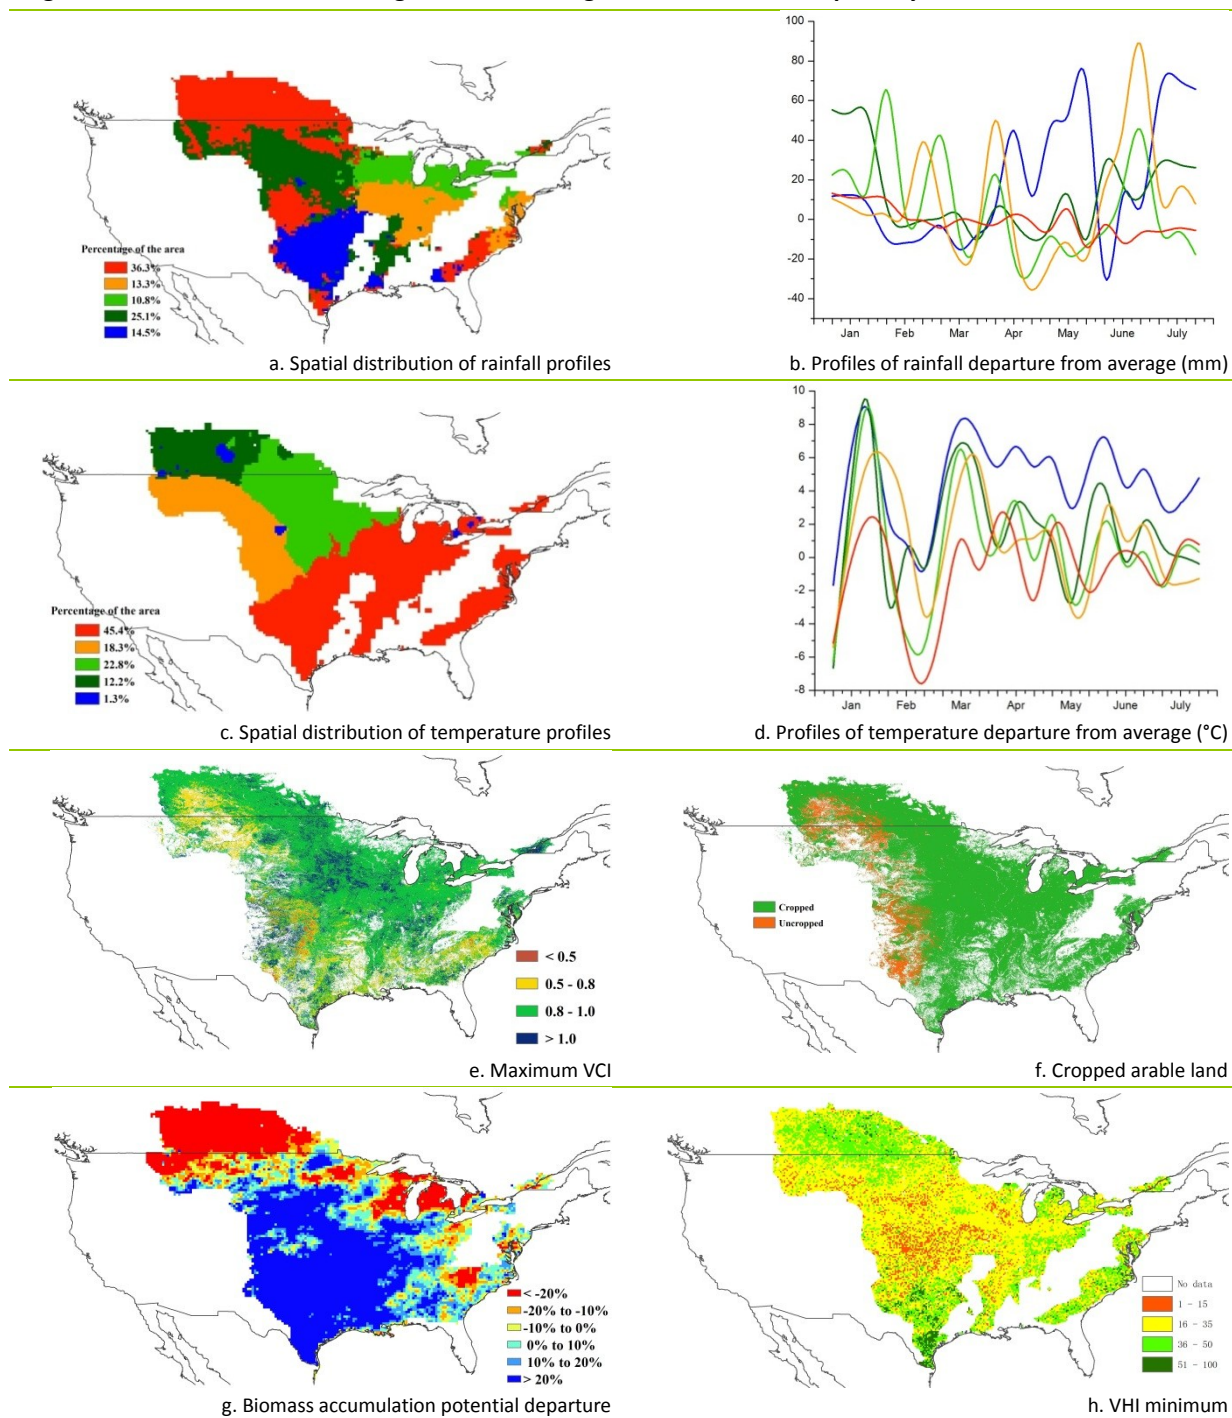 Percentage of the area
36.3%
13.3%
10.8%
25.1%
14.5%
a. Spatial distribution of rainfall profiles
100
80
60
40
20
0
-20
-40
Jan Feb Mar Apr May June July
b. Profiles of rainfall departure from average (mm)
Percentage of the area
45.4%
18.3%
22.8%
12.2%
1.3%
c. Spatial distribution of temperature profiles
10
8
6
4
2
0
-2
-4
-6
-8
Jan Feb Mar Apr May June July
d. Profiles of temperature departure from average (°C)
< 0.5
0.5 - 0.8
0.8 - 1.0
> 1.0
e. Maximum VCI
Cropped
Uncropped
f. Cropped arable land
< -20%
-20% to -10%
-10% to 0%
0% to 10%
10% to 20%
> 20%
g. Biomass accumulation potential departure
No data
1 - 15
16 - 35
36 - 50
51 - 100
h. VHI minimum